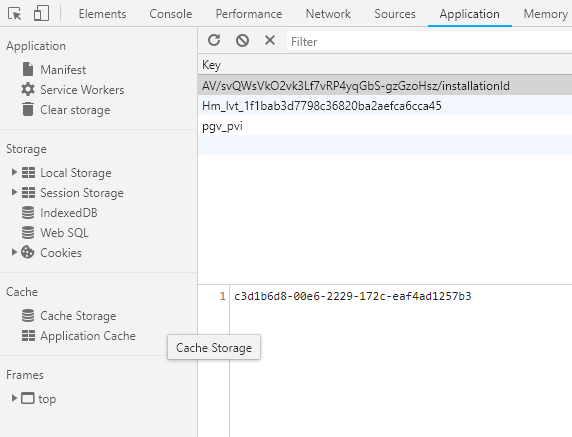 Elements Console Performance Network Sources Application Memory
Application
Manifest
Service Workers
Clear storage
Storage
Local Storage
Session Storage
IndexedDB
Web SQL
Cookies
Cache
Cache Storage
Application Cache
Cache Storage
Frames
top
Filter
Key
AV/svQWsVkO2vk3Lf7vRP4yqGbS-gzGzoHsz/installationId
Hm_lvt_1f1bab3d7798c36820ba2aefca6cca45
pgv_pvi
1 c3d1b6d8-00e6-2229-172c-eaf4ad1257b3